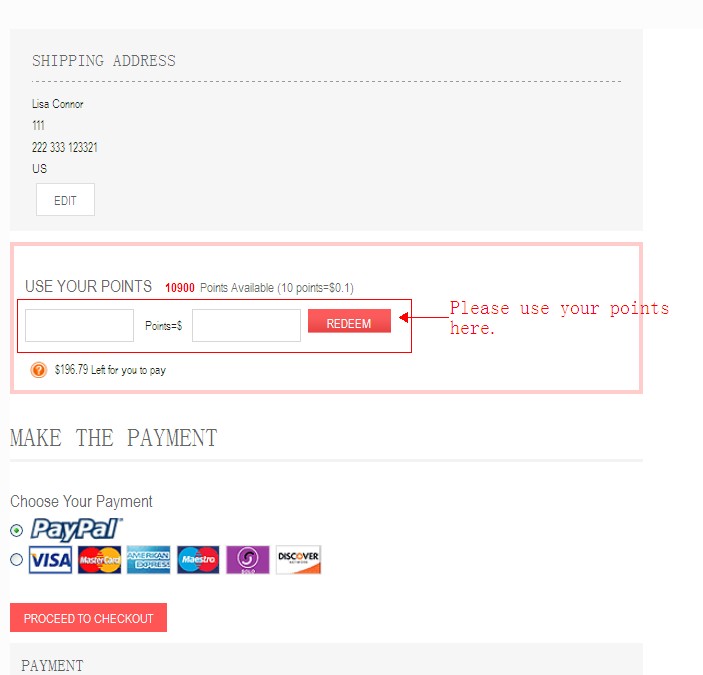 SHIPPING ADDRESS
Lisa Connor
111
222 333 123321
US
EDIT
USE YOUR POINTS 10900 Points Available (10 points=$0.1)
Points=$ REDEEM
Please use your points
here.
? $196.79 Left for you to pay
MAKE THE PAYMENT
Choose Your Payment
PayPal
VISA MasterCard AMERICAN EXPRESS Maestro SOLO DISCOVER NETWORK
PROCEED TO CHECKOUT
PAYMENT